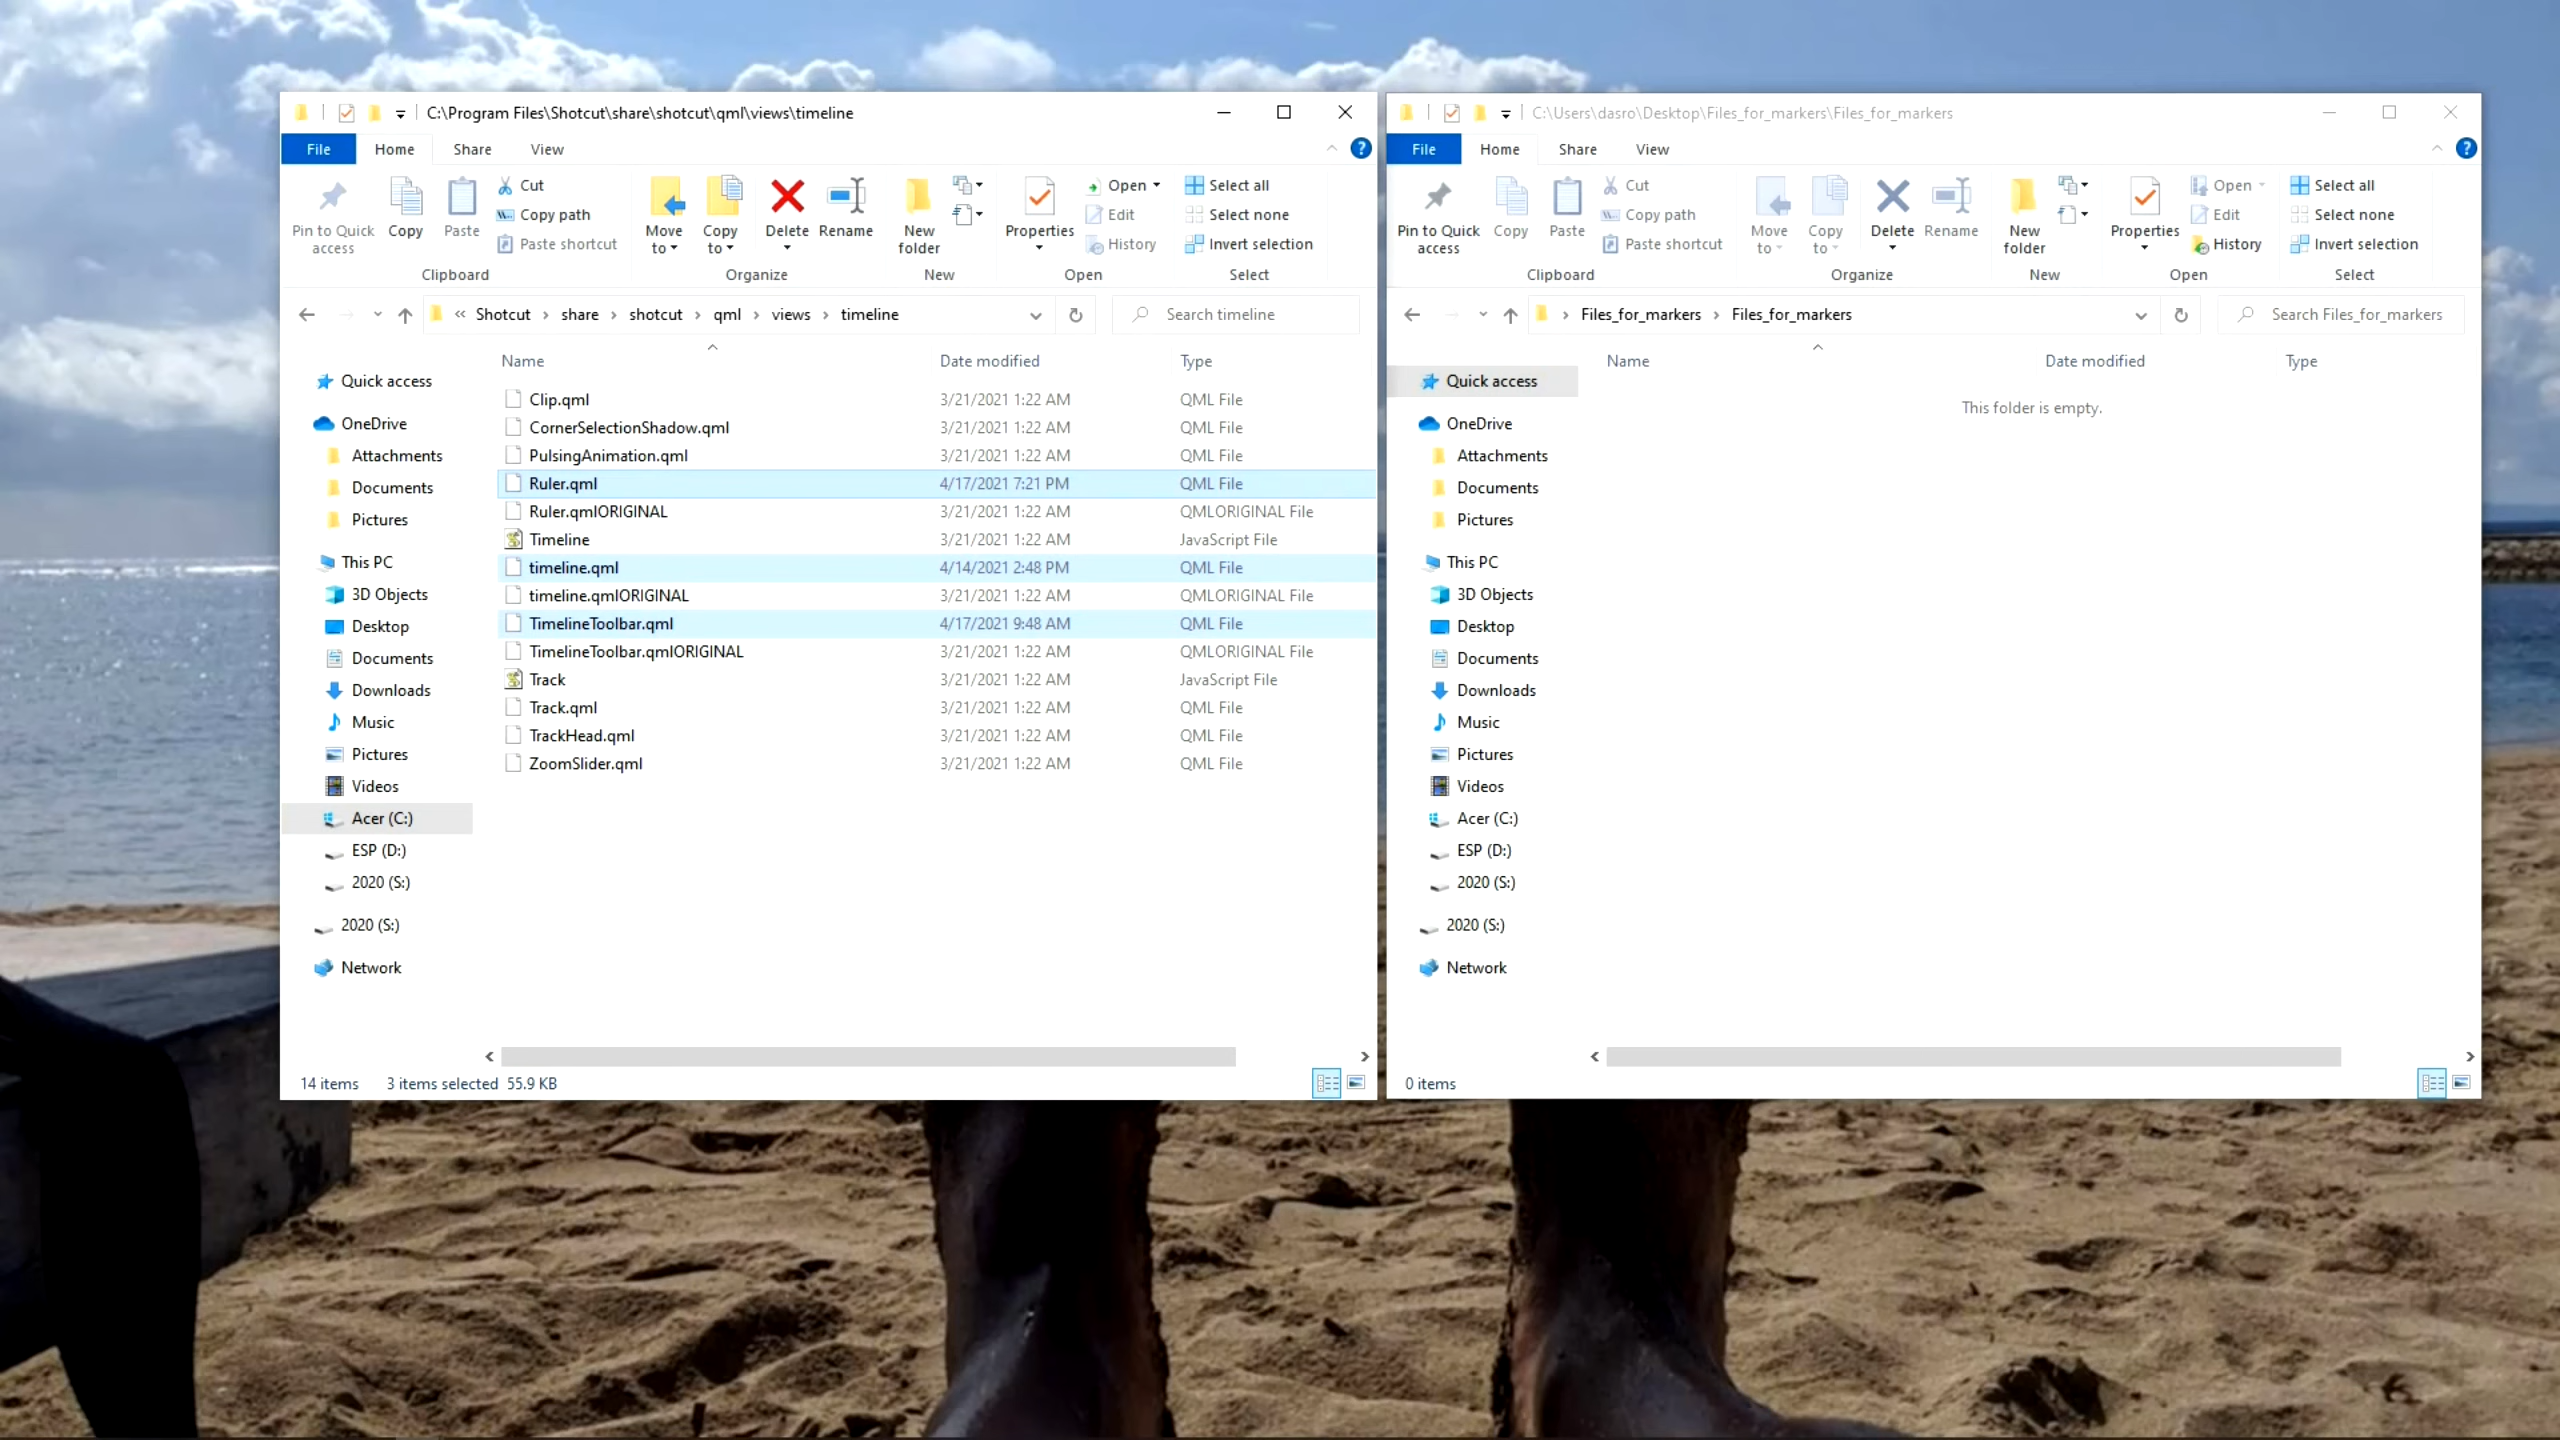 C:\Program Files\Shotcut\share\shotcut\qml\views\timeline
File Home Share View
Pin to Quick access
Copy
Paste
Cut
Copy path
Paste shortcut
Clipboard
Move to
Copy to
Delete
Rename
Organize
New folder
New
Properties
Open
Edit
History
Open
Select all
Select none
Invert selection
Select
« Shotcut › share › shotcut › qml › views › timeline
Search timeline
Quick access
OneDrive
Attachments
Documents
Pictures
This PC
3D Objects
Desktop
Documents
Downloads
Music
Pictures
Videos
Acer (C:)
ESP (D:)
2020 (S:)
2020 (S:)
Network
Name Date modified Type
Clip.qml 3/21/2021 1:22 AM QML File
CornerSelectionShadow.qml 3/21/2021 1:22 AM QML File
PulsingAnimation.qml 3/21/2021 1:22 AM QML File
Ruler.qml 4/17/2021 7:21 PM QML File
Ruler.qmlORIGINAL 3/21/2021 1:22 AM QMLORIGINAL File
Timeline 3/21/2021 1:22 AM JavaScript File
timeline.qml 4/14/2021 2:48 PM QML File
timeline.qmlORIGINAL 3/21/2021 1:22 AM QMLORIGINAL File
TimelineToolbar.qml 4/17/2021 9:48 AM QML File
TimelineToolbar.qmlORIGINAL 3/21/2021 1:22 AM QMLORIGINAL File
Track 3/21/2021 1:22 AM JavaScript File
Track.qml 3/21/2021 1:22 AM QML File
TrackHead.qml 3/21/2021 1:22 AM QML File
ZoomSlider.qml 3/21/2021 1:22 AM QML File
14 items 3 items selected 55.9 KB
C:\Users\dasro\Desktop\Files_for_markers\Files_for_markers
File Home Share View
Pin to Quick access
Copy
Paste
Cut
Copy path
Paste shortcut
Clipboard
Move to
Copy to
Delete
Rename
Organize
New folder
New
Properties
Open
Edit
History
Open
Select all
Select none
Invert selection
Select
› Files_for_markers › Files_for_markers
Search Files_for_markers
Quick access
OneDrive
Attachments
Documents
Pictures
This PC
3D Objects
Desktop
Documents
Downloads
Music
Pictures
Videos
Acer (C:)
ESP (D:)
2020 (S:)
2020 (S:)
Network
Name Date modified Type
This folder is empty.
0 items